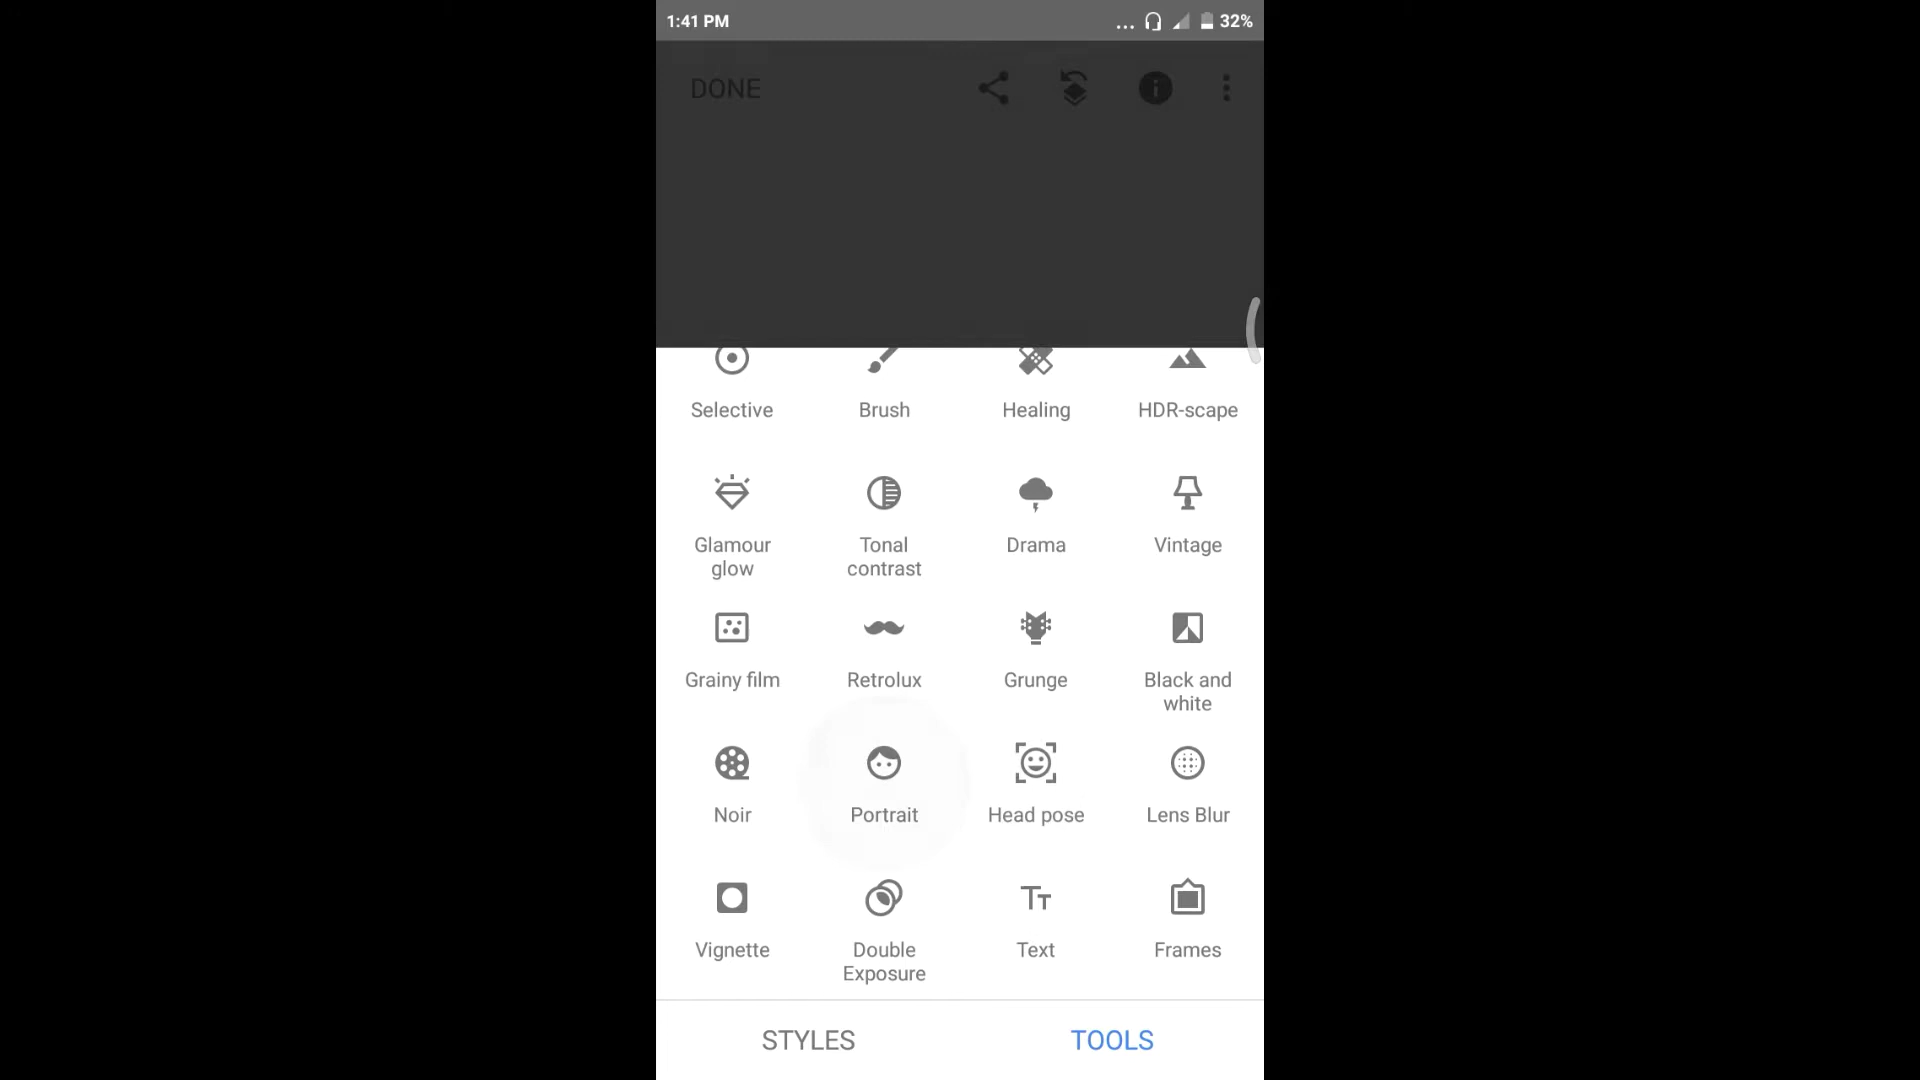 1:41 PM ... 32%
DONE
Selective Brush Healing HDR-scape
Glamour glow Tonal contrast Drama Vintage
Grainy film Retrolux Grunge Black and white
Noir Portrait Head pose Lens Blur
Vignette Double Exposure Text Frames
STYLES TOOLS